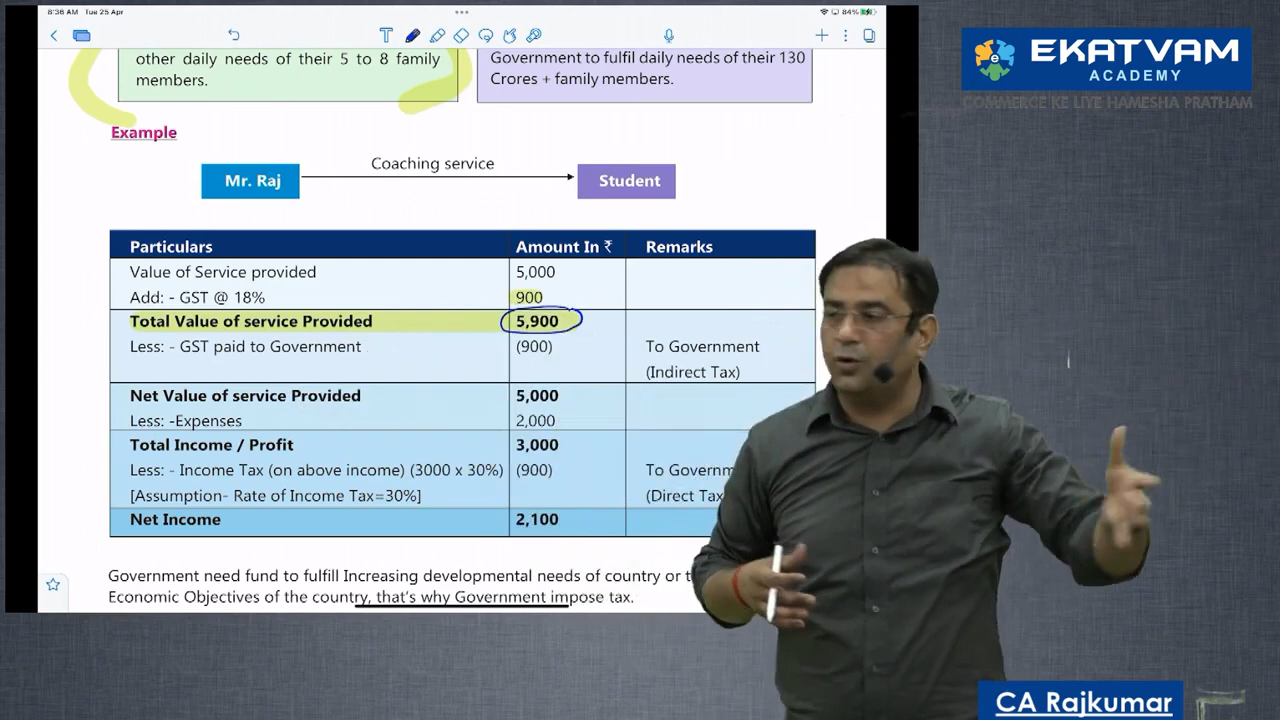 8:36 AM Tue 25 Apr
84%
EKATVAM
ACADEMY
COMMERCE KE LIYE HAMESHA PRATHAM
other daily needs of their 5 to 8 family
members.
Government to fulfil daily needs of their 130
Crores + family members.
Example
Mr. Raj
Coaching service
Student
Particulars Amount In ₹ Remarks
Value of Service provided 5,000
Add: - GST @ 18% 900
Total Value of service Provided 5,900
Less: - GST paid to Government (900) To Government
(Indirect Tax)
Net Value of service Provided 5,000
Less: -Expenses 2,000
Total Income / Profit 3,000
Less: - Income Tax (on above income) (3000 x 30%) (900) To Governm
[Assumption- Rate of Income Tax=30%] (Direct Tax
Net Income 2,100
Government need fund to fulfill Increasing developmental needs of country or t
Economic Objectives of the country, that's why Government impose tax.
CA Rajkumar